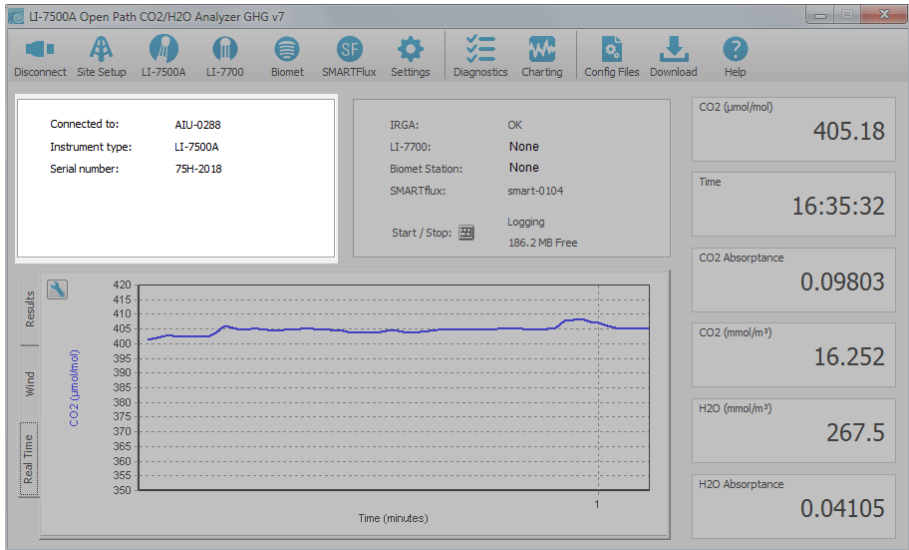 LI-7500A Open Path CO2/H2O Analyzer GHG v7
Disconnect Site Setup LI-7500A LI-7700 Biomet SMARTFlux Settings Diagnostics Charting Config Files Download Help
SF
?
Connected to: AIU-0288
Instrument type: LI-7500A
Serial number: 75H-2018
IRGA: OK
LI-7700: None
Biomet Station: None
SMARTflux: smart-0104
Start / Stop: Logging
186.2 MB Free
CO2 (μmol/mol)
405.18
Time
16:35:32
CO2 Absorptance
0.09803
CO2 (mmol/m³)
16.252
H2O (mmol/m³)
267.5
H2O Absorptance
0.04105
Results
Wind
Real Time
CO2 (μmol/mol)
420
415
410
405
400
395
390
385
380
375
370
365
360
355
350
1
Time (minutes)